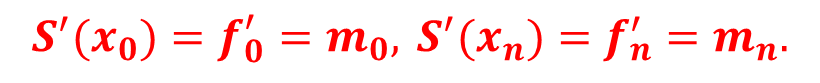 S′(x₀) = f′₀ = m₀, S′(xₙ) = f′ₙ = mₙ.